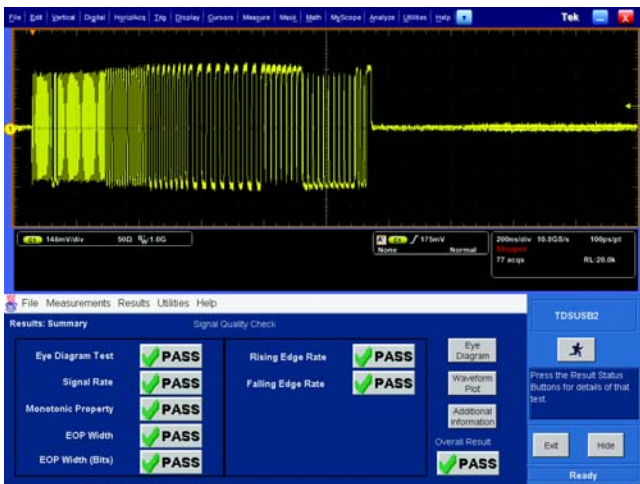 File Edit Vertical Digital Horiz/Acq Trig Display Cursors Measure Mask Math MyScope Analyze Utilities Help Tek X
1
C1 148mV/div 50Ω BW:1.0G
A' C1 / 175mV
None Normal
200ns/div 10.0GS/s 100ps/pt
Stopped
77 acqs RL:20.0k
File Measurements Results Utilities Help
Results: Summary Signal Quality Check
TDSUSB2
Eye Diagram Test PASS
Signal Rate PASS
Monotonic Property PASS
EOP Width PASS
EOP Width (Bits) PASS
Rising Edge Rate PASS
Falling Edge Rate PASS
Eye
Diagram
Waveform
Plot
Additional
Information
Overall Result
PASS
Press the Result Status
Buttons for details of that
test.
Exit Hide
Ready